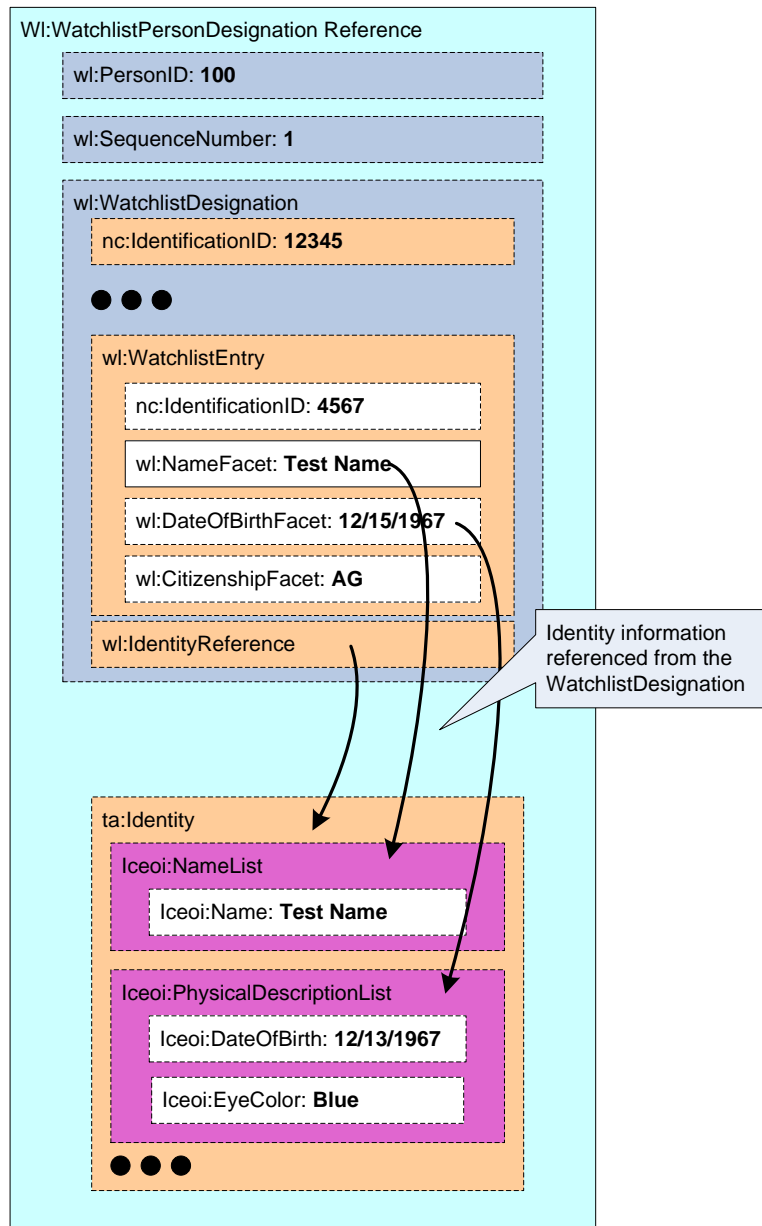 Wl:WatchlistPersonDesignation Reference
wl:PersonID: 100
wl:SequenceNumber: 1
wl:WatchlistDesignation
nc:IdentificationID: 12345
wl:WatchlistEntry
nc:IdentificationID: 4567
wl:NameFacet: Test Name
wl:DateOfBirthFacet: 12/15/1967
wl:CitizenshipFacet: AG
wl:IdentityReference
Identity information
referenced from the
WatchlistDesignation
ta:Identity
Iceoi:NameList
Iceoi:Name: Test Name
Iceoi:PhysicalDescriptionList
Iceoi:DateOfBirth: 12/13/1967
Iceoi:EyeColor: Blue